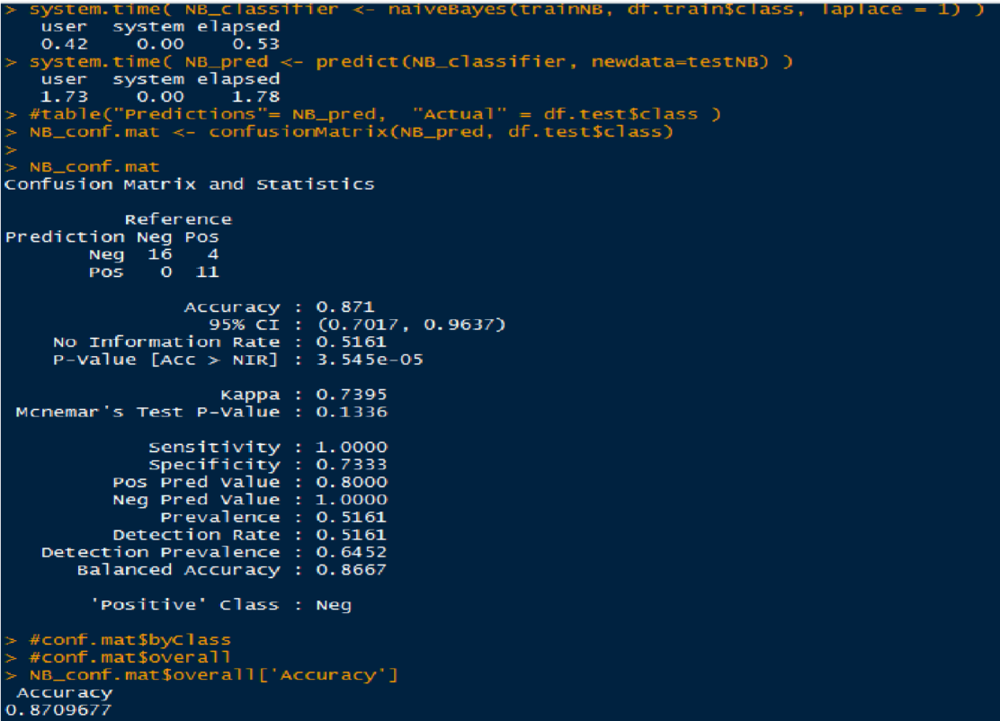 > system.time( NB_classifier <- naiveBayes(trainNB, df.train$class, laplace = 1) )
   user  system elapsed
   0.42    0.00    0.53
> system.time( NB_pred <- predict(NB_classifier, newdata=testNB) )
   user  system elapsed
   1.73    0.00    1.78
> #table("Predictions"= NB_pred,  "Actual" = df.test$class )
> NB_conf.mat <- confusionMatrix(NB_pred, df.test$class)
>
> NB_conf.mat
Confusion Matrix and Statistics

          Reference
Prediction Neg Pos
       Neg  16   4
       Pos   0  11

               Accuracy : 0.871
                 95% CI : (0.7017, 0.9637)
    No Information Rate : 0.5161
    P-Value [Acc > NIR] : 3.545e-05

                  Kappa : 0.7395
 Mcnemar's Test P-Value : 0.1336

            Sensitivity : 1.0000
            Specificity : 0.7333
         Pos Pred Value : 0.8000
         Neg Pred Value : 1.0000
             Prevalence : 0.5161
         Detection Rate : 0.5161
   Detection Prevalence : 0.6452
      Balanced Accuracy : 0.8667

       'Positive' Class : Neg

> #conf.mat$byClass
> #conf.mat$overall
> NB_conf.mat$overall['Accuracy']
 Accuracy
0.8709677